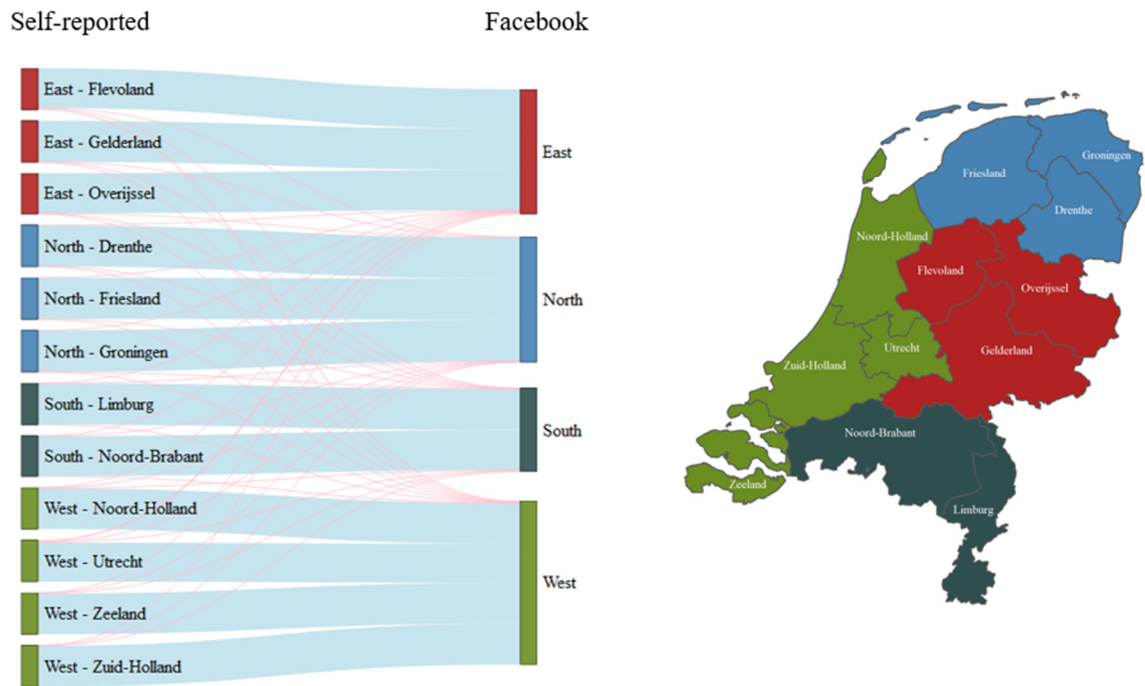 Self-reported
Facebook
East - Flevoland
East - Gelderland
East - Overijssel
North - Drenthe
North - Friesland
North - Groningen
South - Limburg
South - Noord-Brabant
West - Noord-Holland
West - Utrecht
West - Zeeland
West - Zuid-Holland
East
North
South
West
Groningen
Friesland
Drenthe
Noord-Holland
Flevoland
Overijssel
Utrecht
Gelderland
Zuid-Holland
Noord-Brabant
Zeeland
Limburg